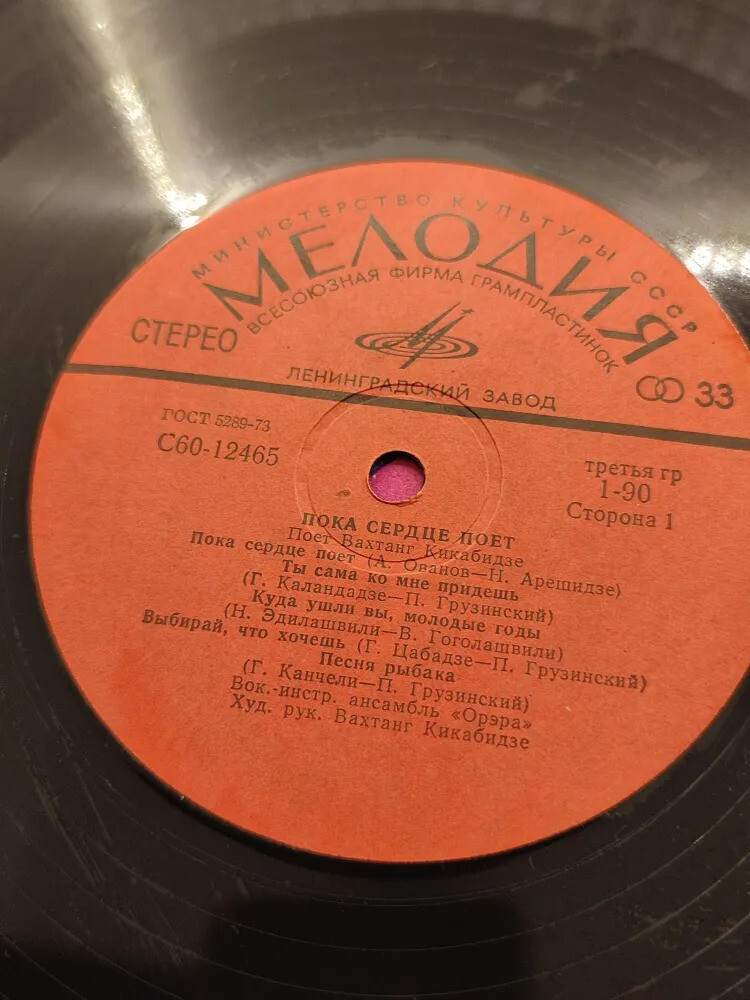 МИНИСТЕРСТВО КУЛЬТУРЫ СССР
МЕЛОДИЯ
ВСЕСОЮЗНАЯ ФИРМА ГРАМПЛАСТИНОК
СТЕРЕО
33
ЛЕНИНГРАДСКИЙ ЗАВОД
ГОСТ 5289-73
С60-12465
третья гр
1-90
Сторона 1
ПОКА СЕРДЦЕ ПОЕТ
Поет Вахтанг Кикабидзе
Пока сердце поет (А. Ованов—Н. Арешидзе)
Ты сама ко мне придешь
(Г. Каландадзе—П. Грузинский)
Куда ушли вы, молодые годы
(Н. Эдилашвили—В. Гоголашвили)
Выбирай, что хочешь (Г. Цабадзе—П. Грузинский)
Песня рыбака
(Г. Канчели—П. Грузинский)
Вок.-инстр. ансамбль «Орэра»
Худ. рук. Вахтанг Кикабидзе